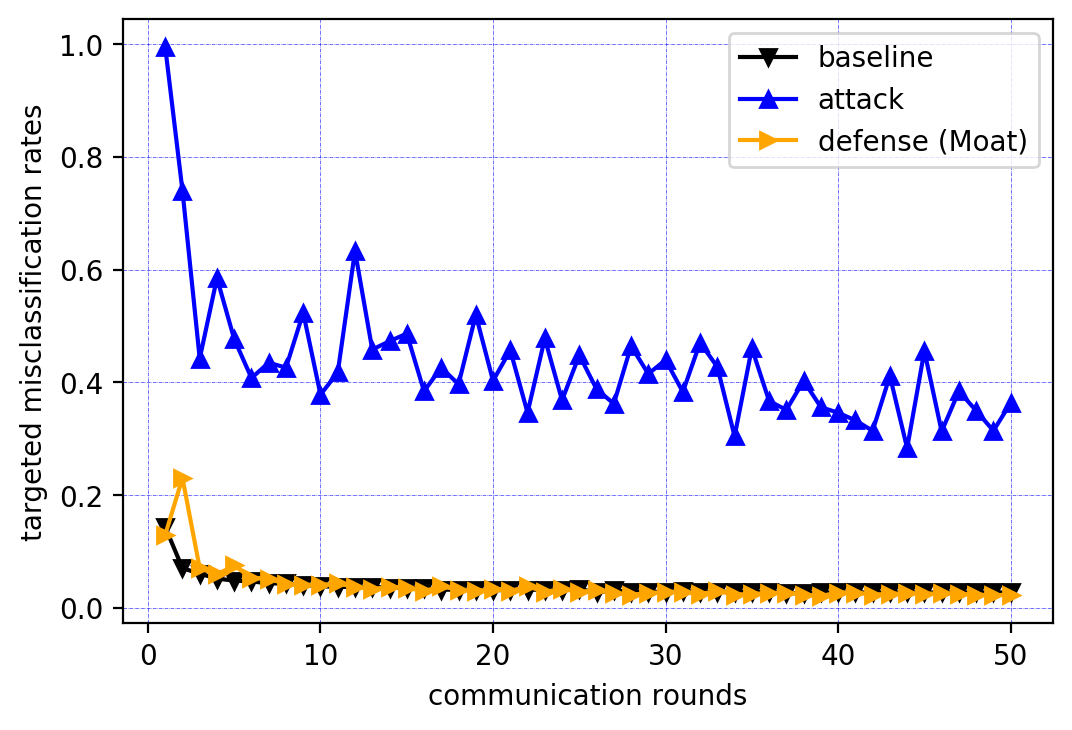 baseline
attack
defense (Moat)
targeted misclassification rates
1.0
0.8
0.6
0.4
0.2
0.0
0 10 20 30 40 50
communication rounds